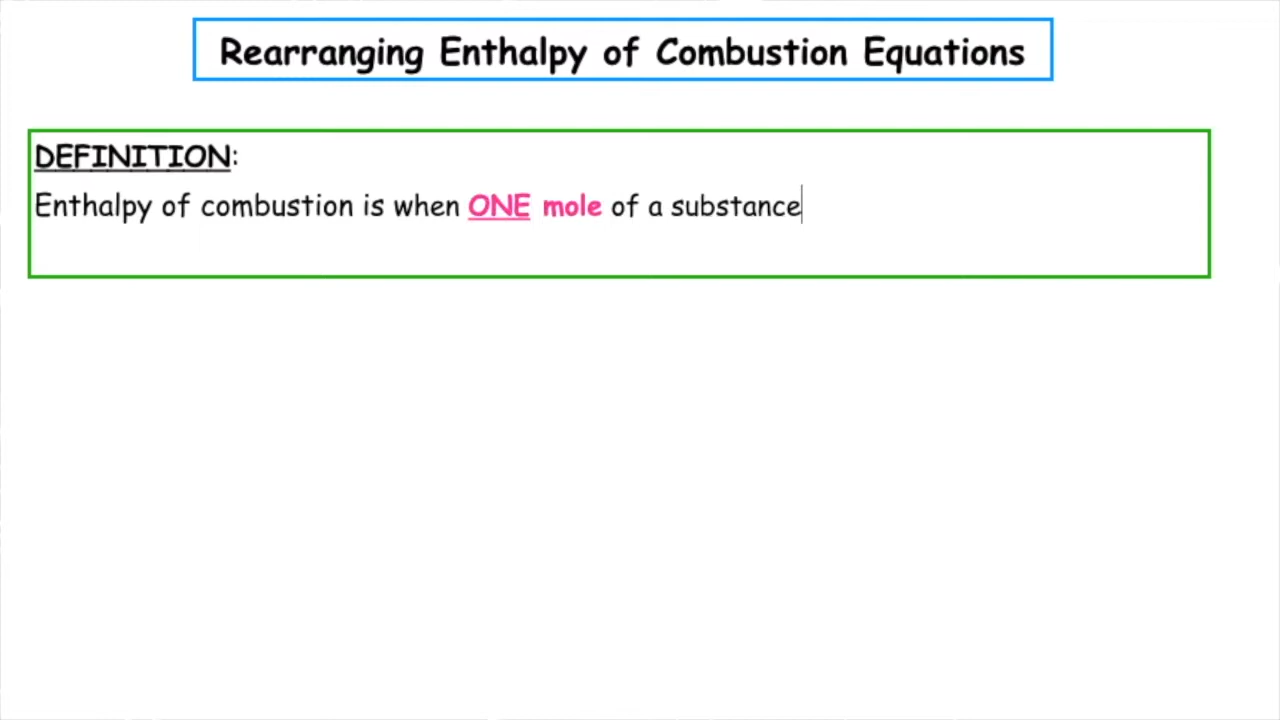 Rearranging Enthalpy of Combustion Equations
DEFINITION:
Enthalpy of combustion is when ONE mole of a substance